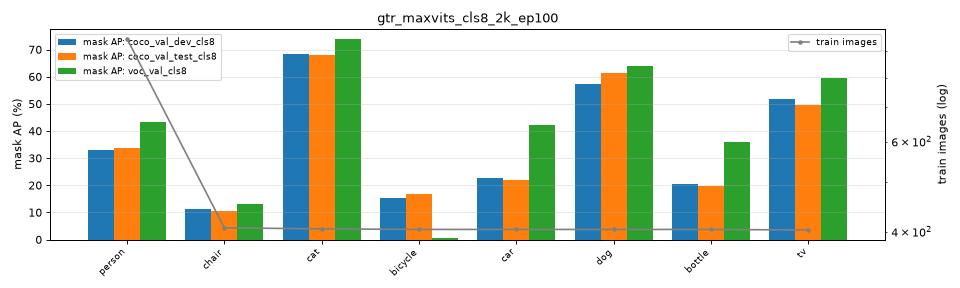 gtr_maxvits_cls8_2k_ep100
mask AP: coco_val_dev_cls8
mask AP: coco_val_test_cls8
mask AP: voc_val_cls8
train images
mask AP (%)
70
60
50
40
30
20
10
0
6 × 10²
4 × 10²
train images (log)
person
chair
cat
bicycle
car
dog
bottle
tv